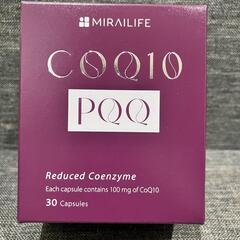 MIRAILIFE
COQ10
PQQ
Reduced Coenzyme
Each capsule contains 100 mg of CoQ10
30 Capsules